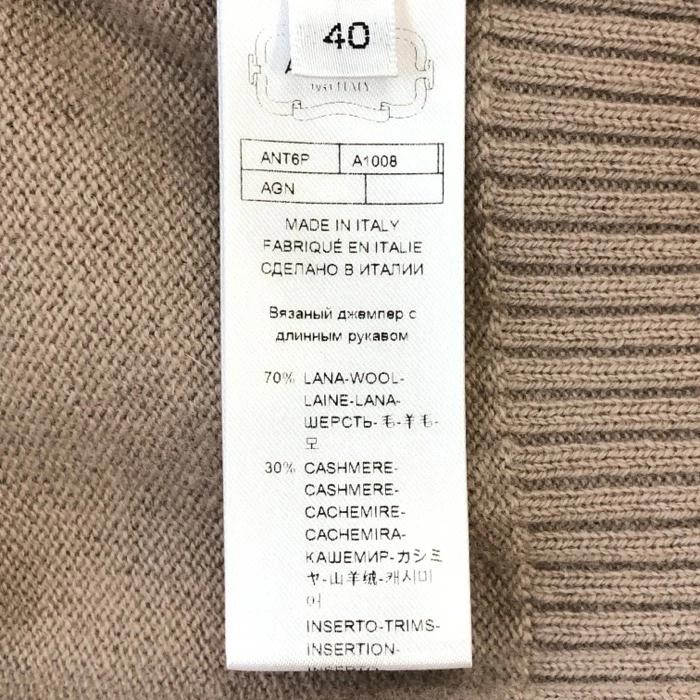 40
ANT6P A1008
AGN
MADE IN ITALY
FABRIQUÉ EN ITALIE
СДЕЛАНО В ИТАЛИИ
Вязаный джемпер с
длинным рукавом
70% LANA-WOOL-
LAINE-LANA-
ШЕРСТЬ-毛-羊毛-
모
30% CASHMERE-
CASHMERE-
CACHEMIRE-
CACHEMIRA-
КАШЕМИР-カシミ
ヤ-山羊绒-캐시미
어
INSERTO-TRIMS-
INSERTION-